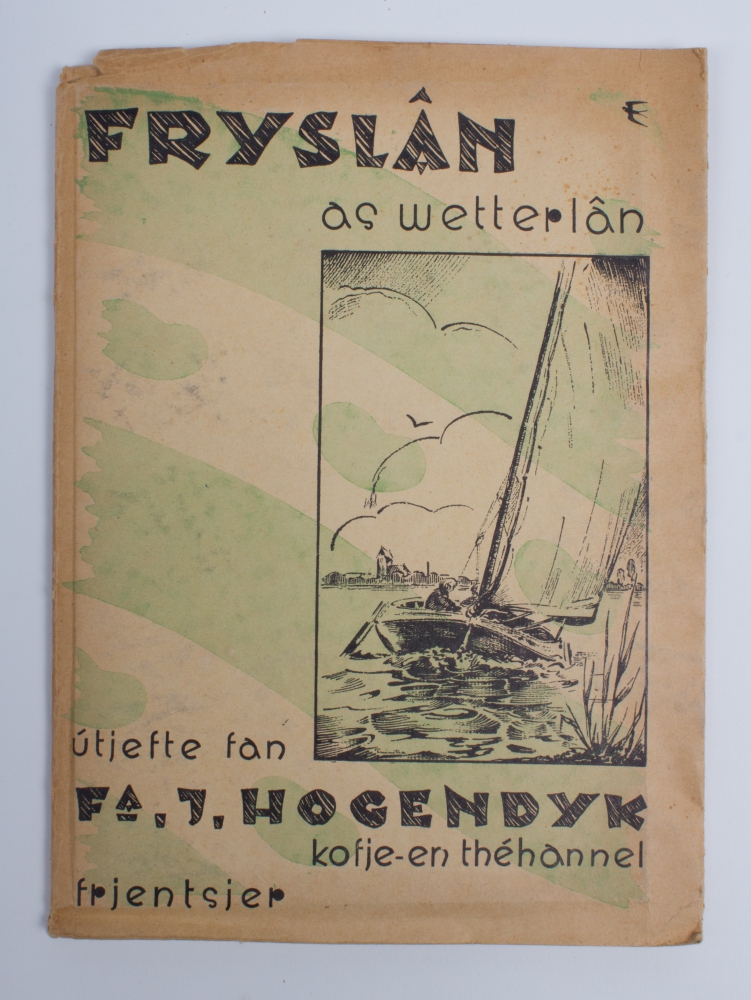 FRYSLÂN
as wetterlân
útjefte fan
FA. J. HOGENDYK
kofje-en théhannel
frjentsjer